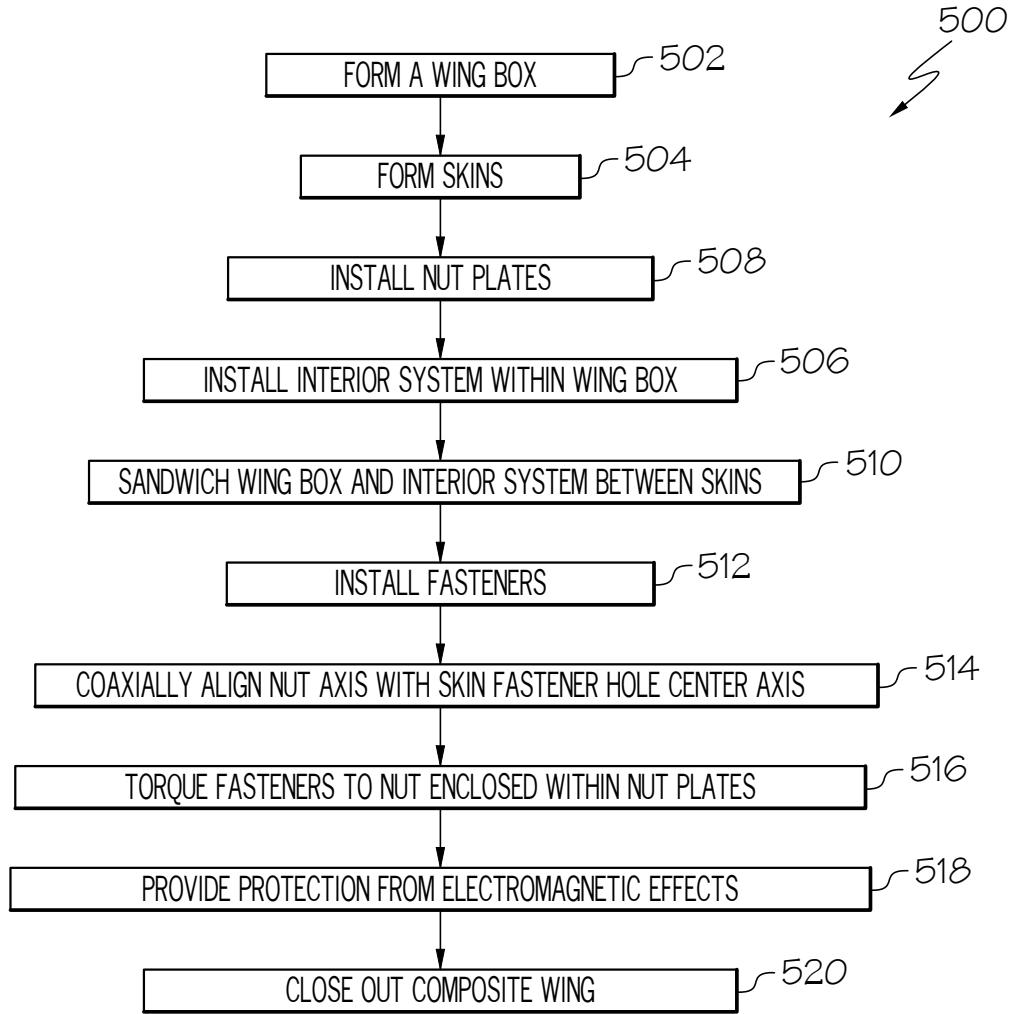 500
FORM A WING BOX 502
FORM SKINS 504
INSTALL NUT PLATES 508
INSTALL INTERIOR SYSTEM WITHIN WING BOX 506
SANDWICH WING BOX AND INTERIOR SYSTEM BETWEEN SKINS 510
INSTALL FASTENERS 512
COAXIALLY ALIGN NUT AXIS WITH SKIN FASTENER HOLE CENTER AXIS 514
TORQUE FASTENERS TO NUT ENCLOSED WITHIN NUT PLATES 516
PROVIDE PROTECTION FROM ELECTROMAGNETIC EFFECTS 518
CLOSE OUT COMPOSITE WING 520